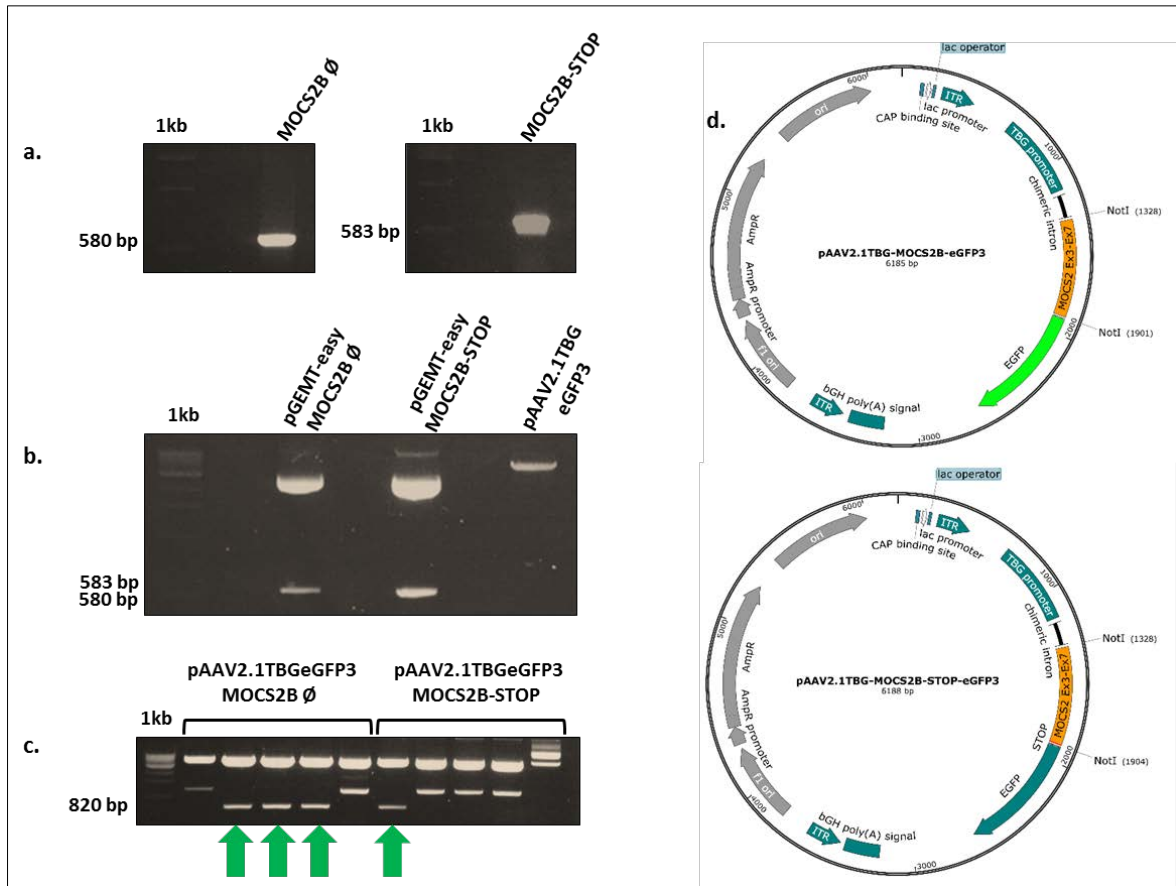 a.
1kb
MOCS2B Ø
580 bp
1kb
MOCS2B-STOP
583 bp
b.
1kb
pGEMT-easy
MOCS2B Ø
pGEMT-easy
MOCS2B-STOP
pAAV2.1TBG
eGFP3
583 bp
580 bp
c.
pAAV2.1TBGeGFP3
MOCS2B Ø
pAAV2.1TBGeGFP3
MOCS2B-STOP
1kb
820 bp
d.
lac operator
ITR
lac promoter
CAP binding site
TBG promoter
1000
chimeric intron
NotI (1328)
MOCS2 Ex3-Ex7
NotI (1901)
2000
EGFP
3000
bGH poly(A) signal
ITR
4000
f1 ori
AmpR promoter
AmpR
5000
ori
6000
pAAV2.1TBG-MOCS2B-eGFP3
6185 bp
lac operator
ITR
lac promoter
CAP binding site
TBG promoter
1000
chimeric intron
NotI (1328)
MOCS2 Ex3-Ex7
STOP
NotI (1904)
2000
EGFP
3000
bGH poly(A) signal
ITR
4000
f1 ori
AmpR promoter
AmpR
5000
ori
6000
pAAV2.1TBG-MOCS2B-STOP-eGFP3
6188 bp